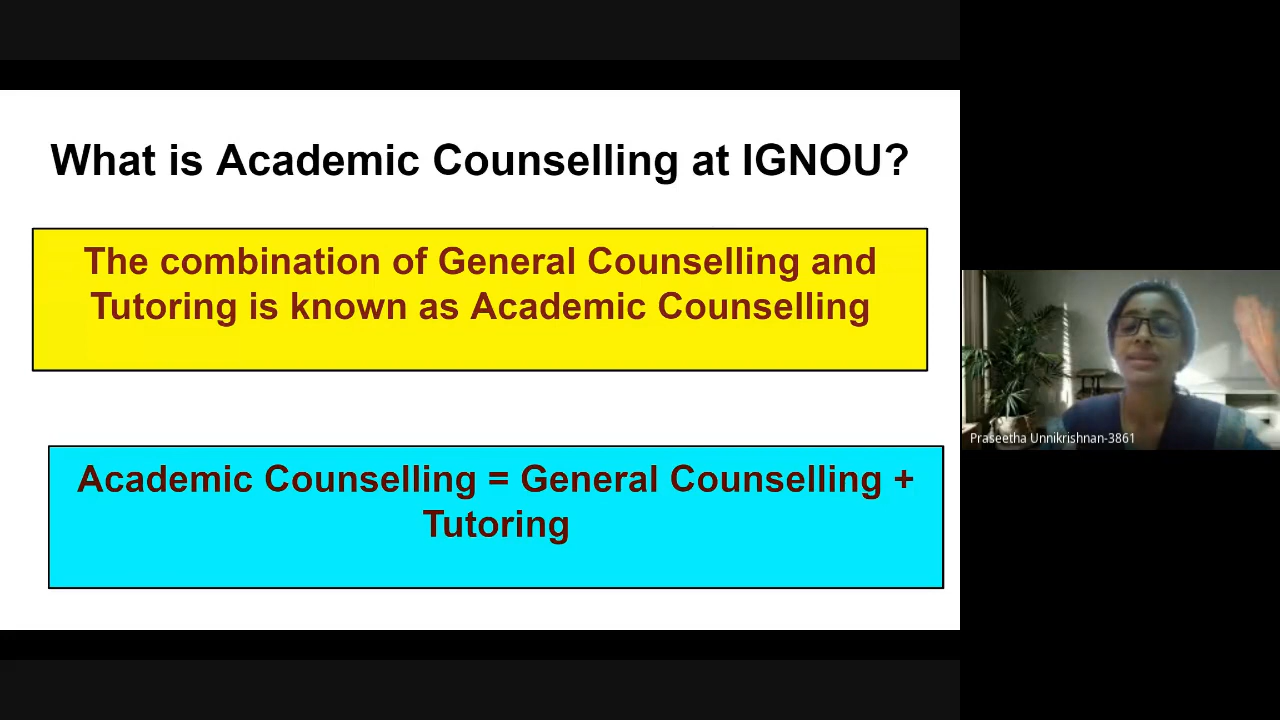 What is Academic Counselling at IGNOU?
The combination of General Counselling and
Tutoring is known as Academic Counselling
Academic Counselling = General Counselling +
Tutoring
Praseetha Unnikrishnan-3861